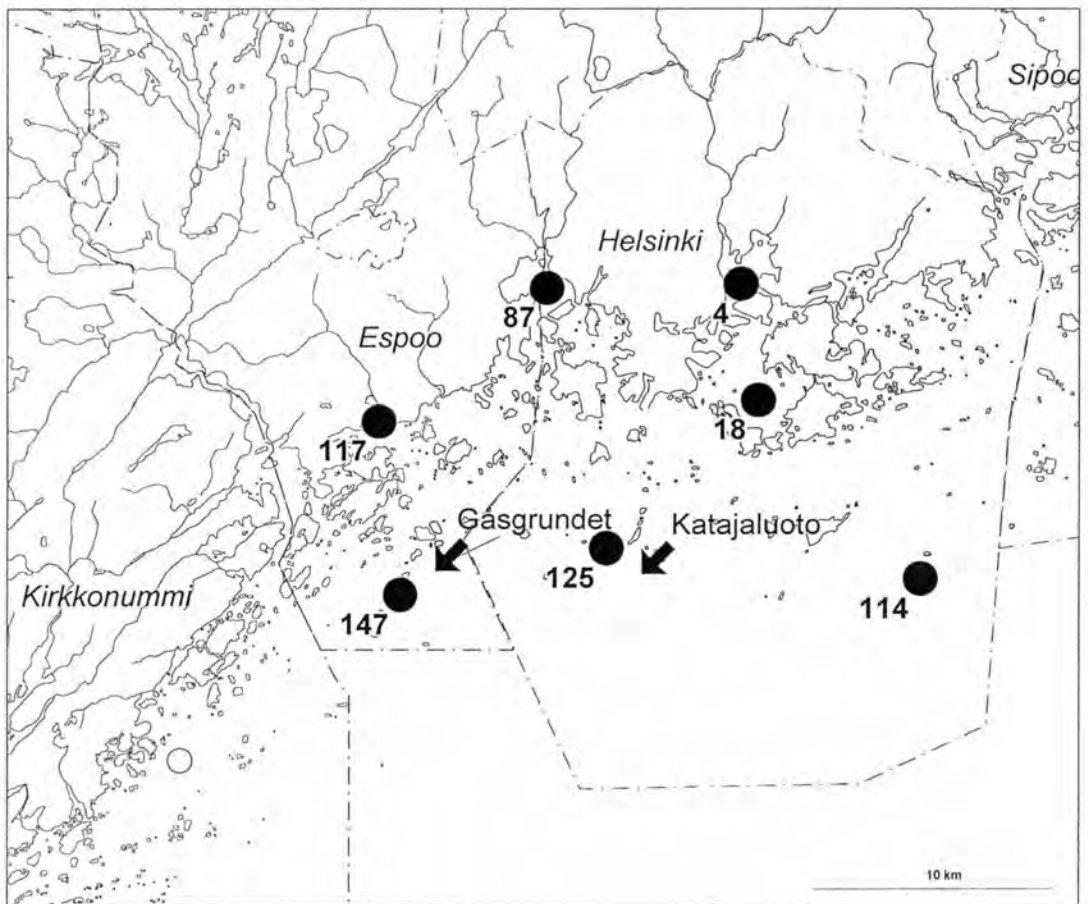 Sipoo
Helsinki
87
4
Espoo
117
18
Gåsgrundet
Katajaluoto
125
147
114
Kirkkonummi
10 km